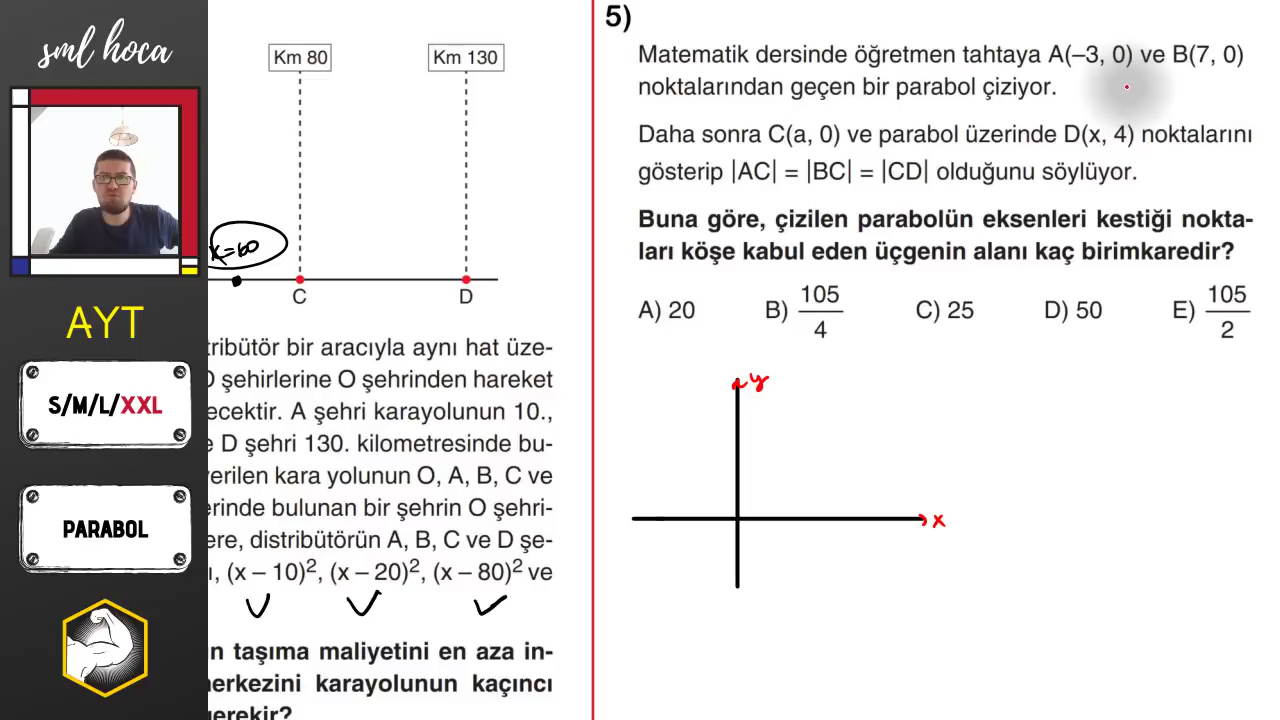 sml hoca
AYT
S/M/L/XXL
PARABOL
Km 80
Km 130
x=60
C
D
tribütör bir aracıyla aynı hat üze-
şehirlerine O şehrinden hareket
ecektir. A şehri karayolunun 10.,
D şehri 130. kilometresinde bu-
verilen kara yolunun O, A, B, C ve
erinde bulunan bir şehrin O şehri-
ere, distribütörün A, B, C ve D şe-
ı, (x – 10)², (x – 20)², (x – 80)² ve
n taşıma maliyetini en aza in-
merkezini karayolunun kaçıncı
gerekir?
5)
Matematik dersinde öğretmen tahtaya A(–3, 0) ve B(7, 0)
noktalarından geçen bir parabol çiziyor.
Daha sonra C(a, 0) ve parabol üzerinde D(x, 4) noktalarını
gösterip |AC| = |BC| = |CD| olduğunu söylüyor.
Buna göre, çizilen parabolün eksenleri kestiği nokta-
ları köşe kabul eden üçgenin alanı kaç birimkaredir?
A) 20 B) 105/4 C) 25 D) 50 E) 105/2
y
x